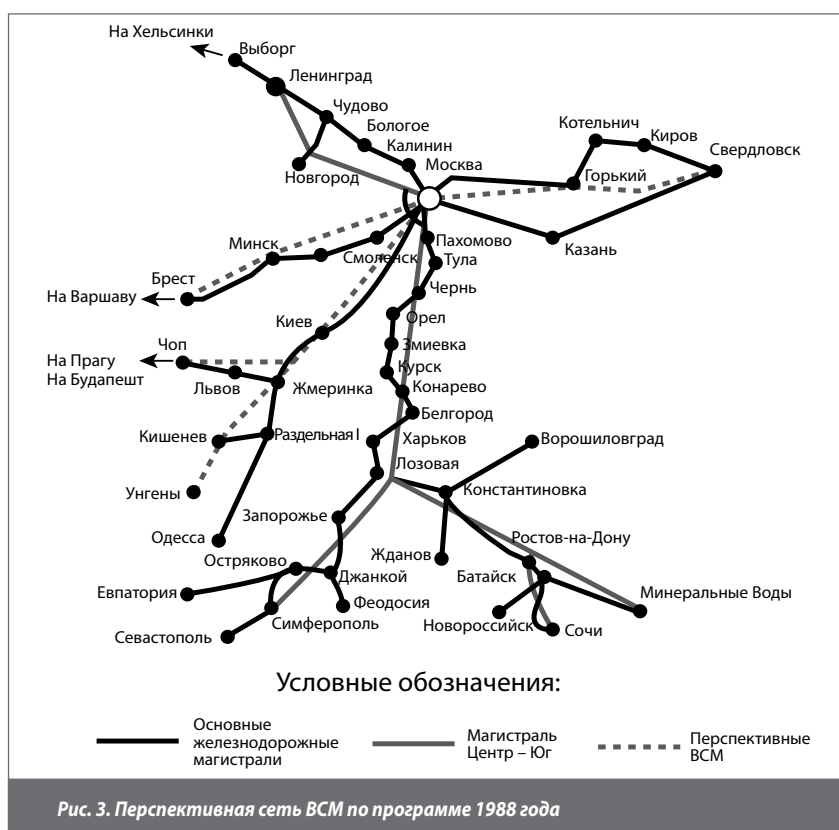 На Хельсинки
Выборг
Ленинград
Чудово
Бологое
Калинин
Москва
Новгород
Котельнич
Киров
Свердловск
Горький
Казань
Минск
Смоленск
Брест
На Варшаву
Пахомово
Тула
Чернь
Орел
Змиевка
Курск
Конарево
Белгород
Киев
Чоп
На Прагу
На Будапешт
Львов
Жмеринка
Кишенев
Раздельная I
Харьков
Ворошиловград
Унгены
Лозовая
Константиновка
Одесса
Запорожье
Ростов-на-Дону
Остряково
Жданов
Батайск
Евпатория
Джанкой
Феодосия
Минеральные Воды
Новороссийск
Сочи
Севастополь
Симферополь
Условные обозначения:
Основные
железнодорожные
магистрали
Магистраль
Центр – Юг
Перспективные
ВСМ
Рис. 3. Перспективная сеть ВСМ по программе 1988 года